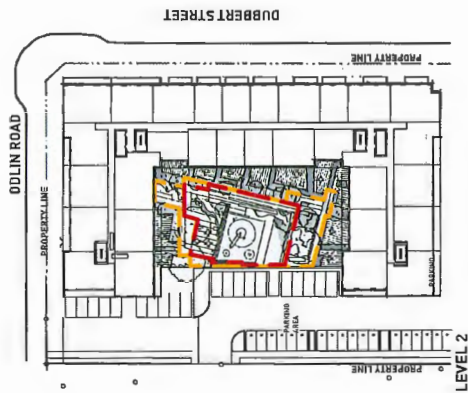 DUBBERT STREET
PROPERTY LINE
ODLIN ROAD
PROPERTY LINE
PARKING
PARKING
AREA
PROPERTY LINE
LEVEL 2